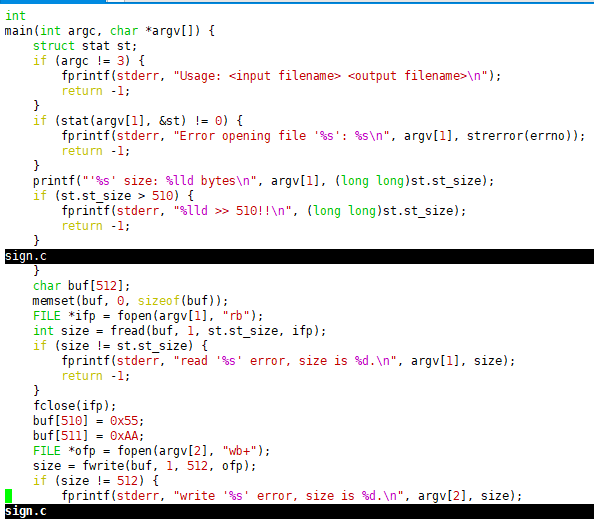 int
main(int argc, char *argv[]) {
    struct stat st;
    if (argc != 3) {
        fprintf(stderr, "Usage: <input filename> <output filename>\n");
        return -1;
    }
    if (stat(argv[1], &st) != 0) {
        fprintf(stderr, "Error opening file '%s': %s\n", argv[1], strerror(errno));
        return -1;
    }
    printf("'%s' size: %lld bytes\n", argv[1], (long long)st.st_size);
    if (st.st_size > 510) {
        fprintf(stderr, "%lld >> 510!!\n", (long long)st.st_size);
        return -1;
    }
sign.c
    }
    char buf[512];
    memset(buf, 0, sizeof(buf));
    FILE *ifp = fopen(argv[1], "rb");
    int size = fread(buf, 1, st.st_size, ifp);
    if (size != st.st_size) {
        fprintf(stderr, "read '%s' error, size is %d.\n", argv[1], size);
        return -1;
    }
    fclose(ifp);
    buf[510] = 0x55;
    buf[511] = 0xAA;
    FILE *ofp = fopen(argv[2], "wb+");
    size = fwrite(buf, 1, 512, ofp);
    if (size != 512) {
        fprintf(stderr, "write '%s' error, size is %d.\n", argv[2], size);
sign.c